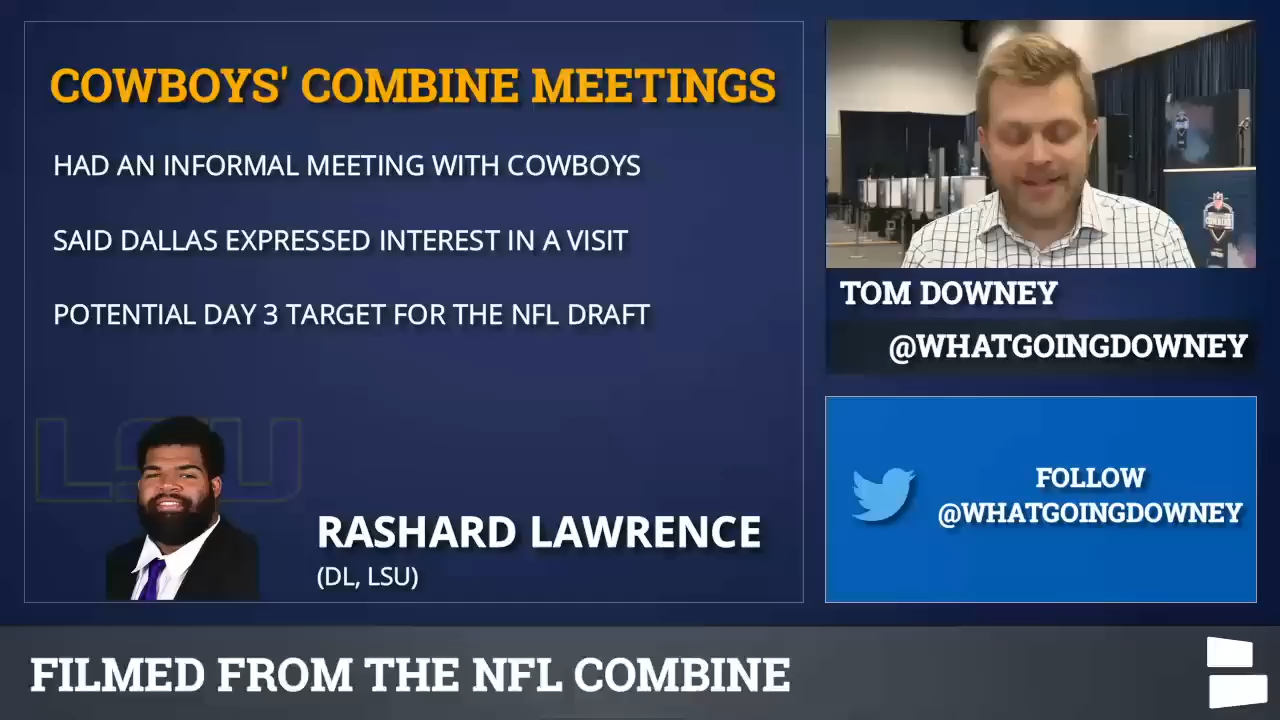 COWBOYS' COMBINE MEETINGS
HAD AN INFORMAL MEETING WITH COWBOYS
SAID DALLAS EXPRESSED INTEREST IN A VISIT
POTENTIAL DAY 3 TARGET FOR THE NFL DRAFT
LSU
RASHARD LAWRENCE
(DL, LSU)
TOM DOWNEY
@WHATGOINGDOWNEY
FOLLOW
@WHATGOINGDOWNEY
FILMED FROM THE NFL COMBINE